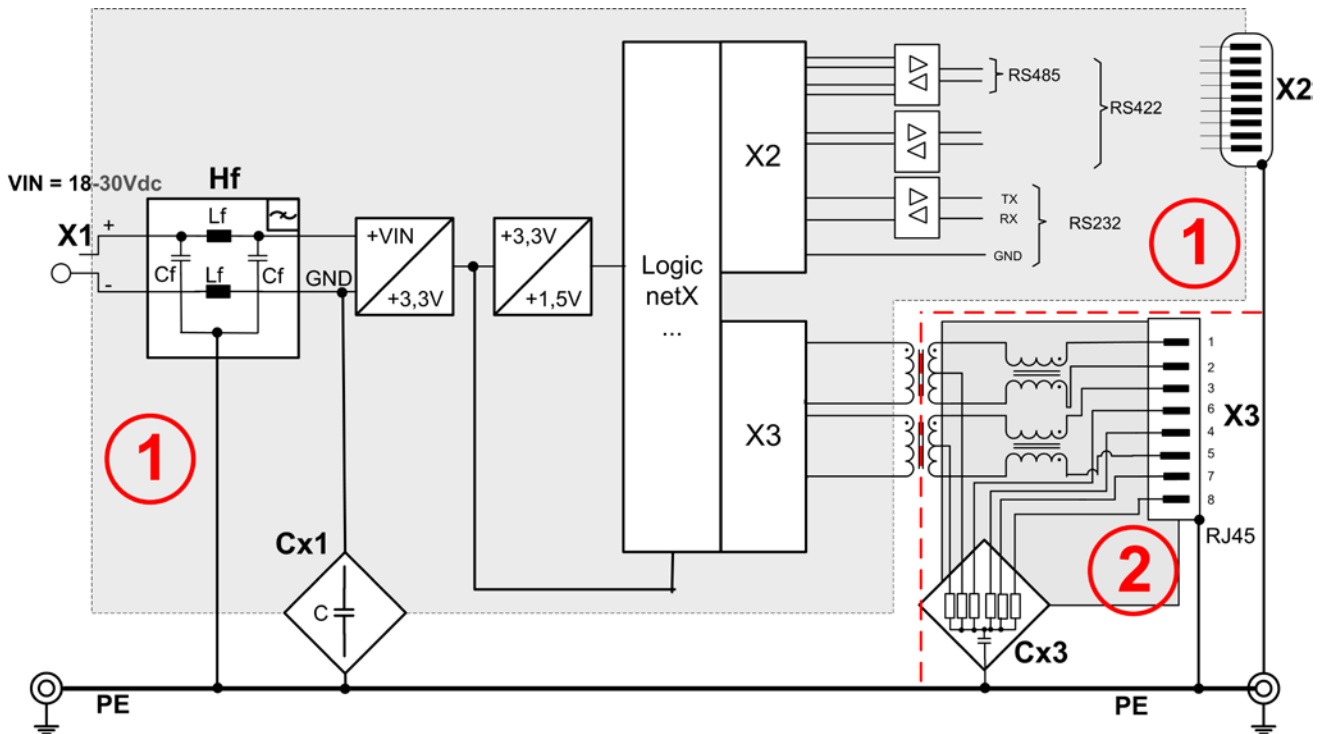 RS485
RS422
X2
X2
VIN = 18-30Vdc
Hf
~
X1
+
-
Lf
Cf
Lf
Cf
GND
+VIN
+3,3V
+3,3V
+1,5V
Logic
netX
...
TX
RX
GND
RS232
1
1
X3
1
2
3
6
4
5
7
8
X3
RJ45
2
Cx1
C
Cx3
PE
PE